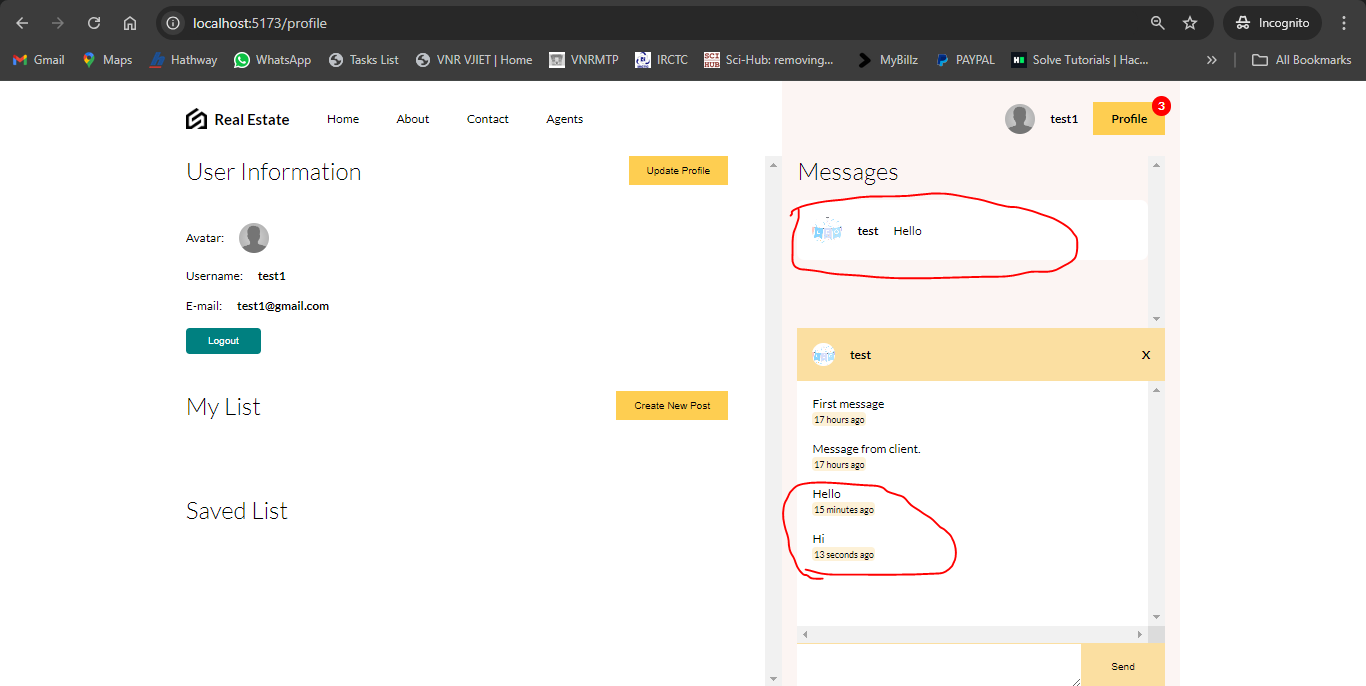 localhost:5173/profile
Incognito
Gmail Maps Hathway WhatsApp Tasks List VNR VJIET | Home VNRMTP IRCTC Sci-Hub: removing... MyBillz PAYPAL Solve Tutorials | Hac... » All Bookmarks
Real Estate Home About Contact Agents
test1 Profile 3
User Information
Update Profile
Avatar:
Username: test1
E-mail: test1@gmail.com
Logout
My List
Create New Post
Saved List
Messages
test Hello
test X
First message
17 hours ago
Message from client.
17 hours ago
Hello
15 minutes ago
Hi
13 seconds ago
Send